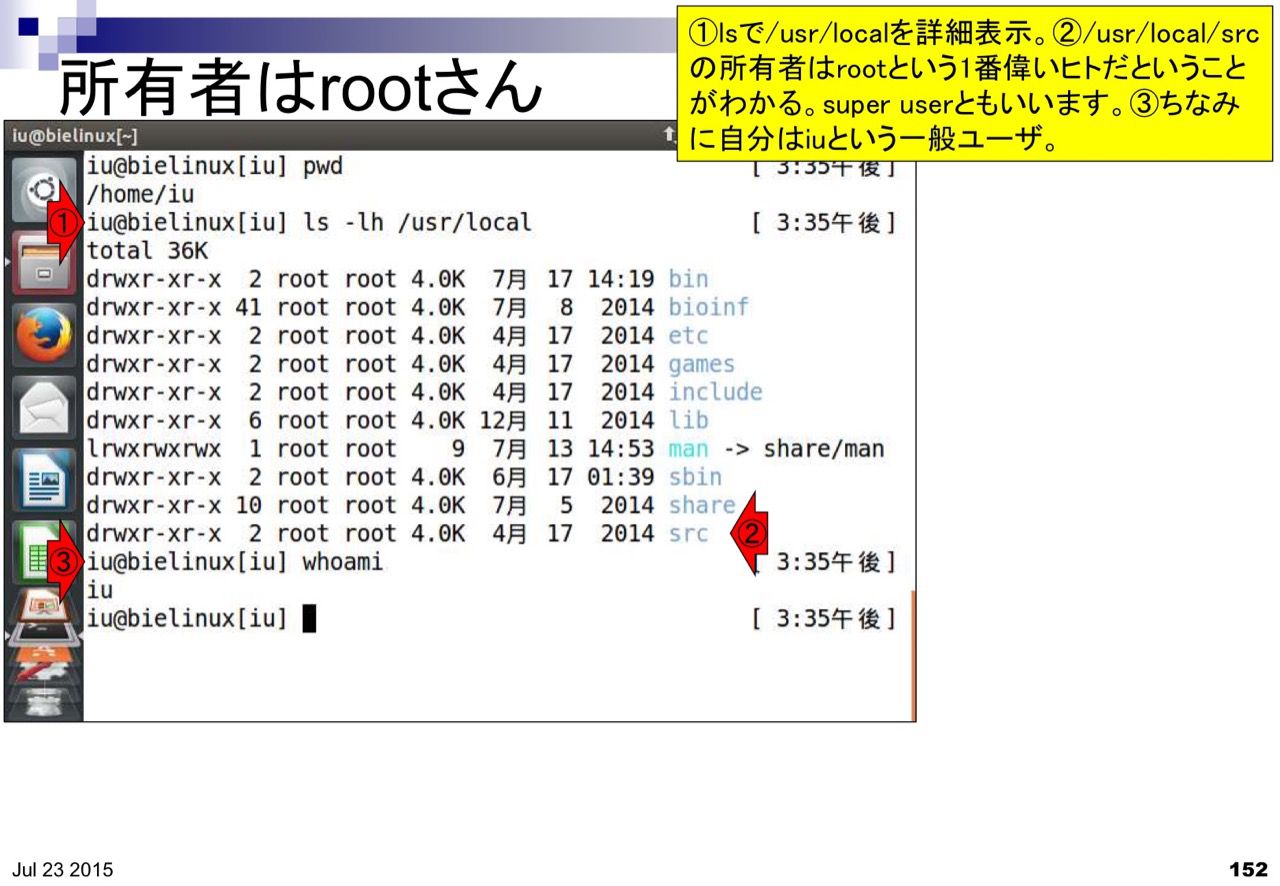 所有者はrootさん
①lsで/usr/localを詳細表示。②/usr/local/src
の所有者はrootという1番偉いヒトだということ
がわかる。super userともいいます。③ちなみ
に自分はiuという一般ユーザ。
iu@bielinux[~]
iu@bielinux[iu] pwd [ 3:35午後]
/home/iu
① iu@bielinux[iu] ls -lh /usr/local [ 3:35午後]
total 36K
drwxr-xr-x 2 root root 4.0K 7月 17 14:19 bin
drwxr-xr-x 41 root root 4.0K 7月 8 2014 bioinf
drwxr-xr-x 2 root root 4.0K 4月 17 2014 etc
drwxr-xr-x 2 root root 4.0K 4月 17 2014 games
drwxr-xr-x 2 root root 4.0K 4月 17 2014 include
drwxr-xr-x 6 root root 4.0K 12月 11 2014 lib
lrwxrwxrwx 1 root root 9 7月 13 14:53 man -> share/man
drwxr-xr-x 2 root root 4.0K 6月 17 01:39 sbin
drwxr-xr-x 10 root root 4.0K 7月 5 2014 share
drwxr-xr-x 2 root root 4.0K 4月 17 2014 src ②
③ iu@bielinux[iu] whoami [ 3:35午後]
iu
iu@bielinux[iu] [ 3:35午後]
Jul 23 2015
152